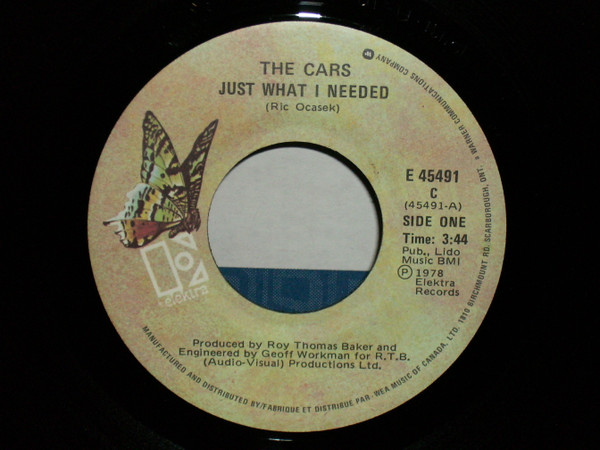 THE CARS
JUST WHAT I NEEDED
(Ric Ocasek)
E 45491
C
(45491-A)
SIDE ONE
Time: 3:44
Pub., Lido
Music BMI
Ⓟ 1978
Elektra
Records
elektra
Produced by Roy Thomas Baker and
Engineered by Geoff Workman for R.T.B.
(Audio-Visual) Productions Ltd.
MANUFACTURED AND DISTRIBUTED BY/FABRIQUE ET DISTRIBUE PAR-WEA MUSIC OF CANADA, LTD. 1810 BIRCHMOUNT RD. SCARBOROUGH, ONT. • WARNER COMMUNICATIONS COMPANY